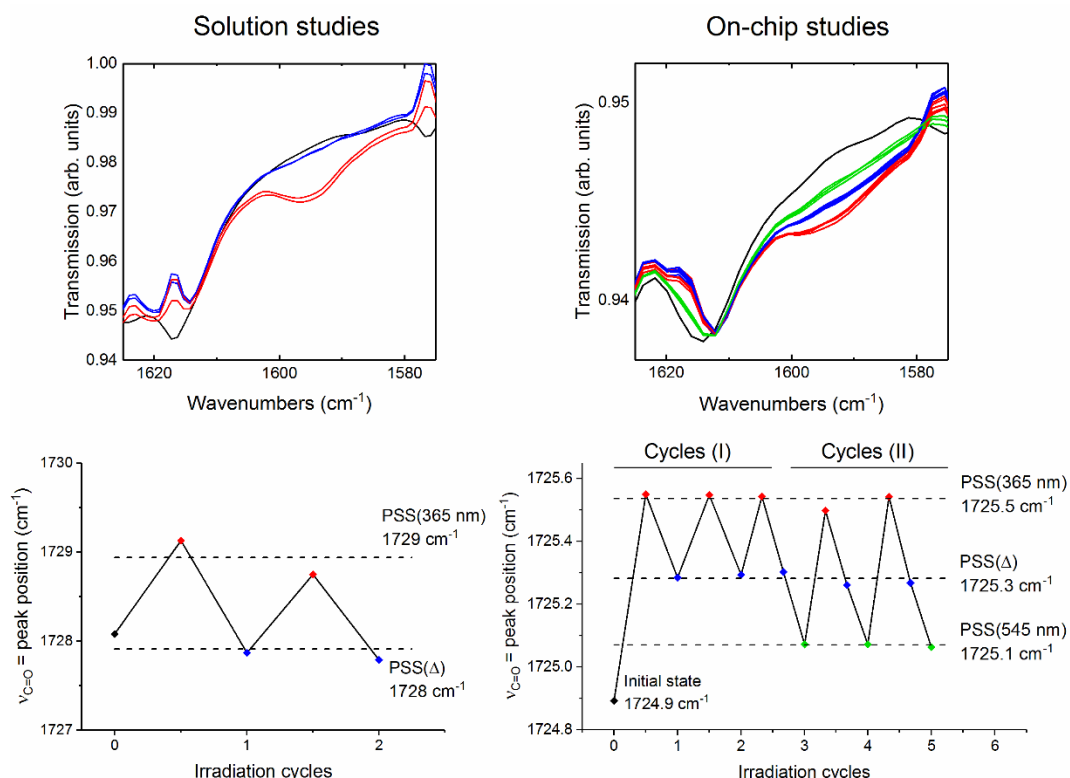 Solution studies
On-chip studies
1.00
0.99
0.98
0.97
0.96
0.95
0.94
Transmission (arb. units)
1620
1600
1580
Wavenumbers (cm⁻¹)
0.95
0.94
Transmission (arb. units)
1620
1600
1580
Wavenumbers (cm⁻¹)
1730
1729
1728
1727
ν_C=O = peak position (cm⁻¹)
PSS(365 nm)
1729 cm⁻¹
PSS(Δ)
1728 cm⁻¹
0
1
2
Irradiation cycles
Cycles (I)
Cycles (II)
1725.6
1725.4
1725.2
1725.0
1724.8
ν_C=O = peak position (cm⁻¹)
PSS(365 nm)
1725.5 cm⁻¹
PSS(Δ)
1725.3 cm⁻¹
PSS(545 nm)
1725.1 cm⁻¹
Initial state
1724.9 cm⁻¹
0
1
2
3
4
5
6
Irradiation cycles